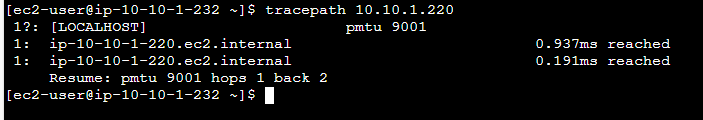 [ec2-user@ip-10-10-1-232 ~]$ tracepath 10.10.1.220
 1?: [LOCALHOST]                      pmtu 9001
 1:  ip-10-10-1-220.ec2.internal                           0.937ms reached
 1:  ip-10-10-1-220.ec2.internal                           0.191ms reached
     Resume: pmtu 9001 hops 1 back 2
[ec2-user@ip-10-10-1-232 ~]$